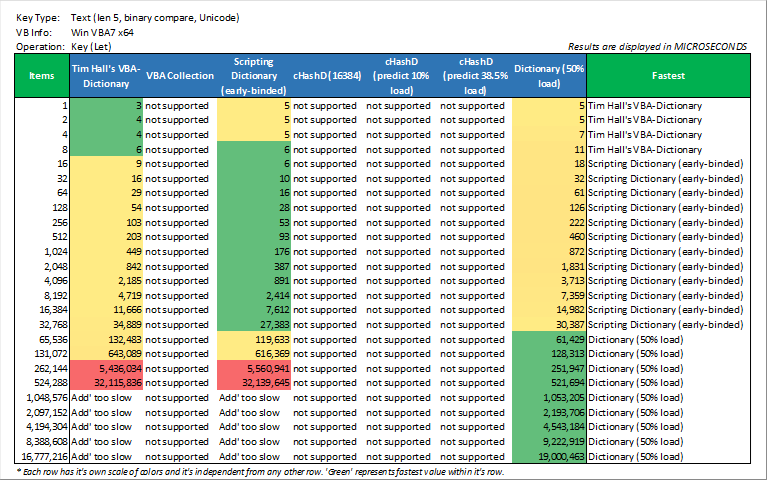 Key Type: Text (len 5, binary compare, Unicode)
VB Info: Win VBA7 x64
Operation: Key (Let)
Results are displayed in MICROSECONDS
Items Tim Hall's VBA-Dictionary VBA Collection Scripting Dictionary (early-binded) cHashD (16384) cHashD (predict 10% load) cHashD (predict 38.5% load) Dictionary (50% load) Fastest
1 3 not supported 5 not supported not supported not supported 5 Tim Hall's VBA-Dictionary
2 4 not supported 5 not supported not supported not supported 5 Tim Hall's VBA-Dictionary
4 4 not supported 5 not supported not supported not supported 7 Tim Hall's VBA-Dictionary
8 6 not supported 6 not supported not supported not supported 11 Tim Hall's VBA-Dictionary
16 9 not supported 6 not supported not supported not supported 18 Scripting Dictionary (early-binded)
32 16 not supported 10 not supported not supported not supported 32 Scripting Dictionary (early-binded)
64 29 not supported 16 not supported not supported not supported 61 Scripting Dictionary (early-binded)
128 54 not supported 28 not supported not supported not supported 126 Scripting Dictionary (early-binded)
256 103 not supported 53 not supported not supported not supported 222 Scripting Dictionary (early-binded)
512 203 not supported 93 not supported not supported not supported 460 Scripting Dictionary (early-binded)
1,024 449 not supported 176 not supported not supported not supported 872 Scripting Dictionary (early-binded)
2,048 842 not supported 387 not supported not supported not supported 1,831 Scripting Dictionary (early-binded)
4,096 2,185 not supported 891 not supported not supported not supported 3,713 Scripting Dictionary (early-binded)
8,192 4,719 not supported 2,414 not supported not supported not supported 7,359 Scripting Dictionary (early-binded)
16,384 11,666 not supported 7,612 not supported not supported not supported 14,982 Scripting Dictionary (early-binded)
32,768 34,889 not supported 27,383 not supported not supported not supported 30,387 Scripting Dictionary (early-binded)
65,536 132,483 not supported 119,633 not supported not supported not supported 61,429 Dictionary (50% load)
131,072 643,089 not supported 616,369 not supported not supported not supported 128,313 Dictionary (50% load)
262,144 5,436,034 not supported 5,560,941 not supported not supported not supported 251,947 Dictionary (50% load)
524,288 32,115,836 not supported 32,139,645 not supported not supported not supported 521,694 Dictionary (50% load)
1,048,576 Add' too slow not supported Add' too slow not supported not supported not supported 1,053,205 Dictionary (50% load)
2,097,152 Add' too slow not supported Add' too slow not supported not supported not supported 2,193,706 Dictionary (50% load)
4,194,304 Add' too slow not supported Add' too slow not supported not supported not supported 4,543,184 Dictionary (50% load)
8,388,608 Add' too slow not supported Add' too slow not supported not supported not supported 9,222,919 Dictionary (50% load)
16,777,216 Add' too slow not supported Add' too slow not supported not supported not supported 19,000,463 Dictionary (50% load)
* Each row has it's own scale of colors and it's independent from any other row. 'Green' represents fastest value within it's row.